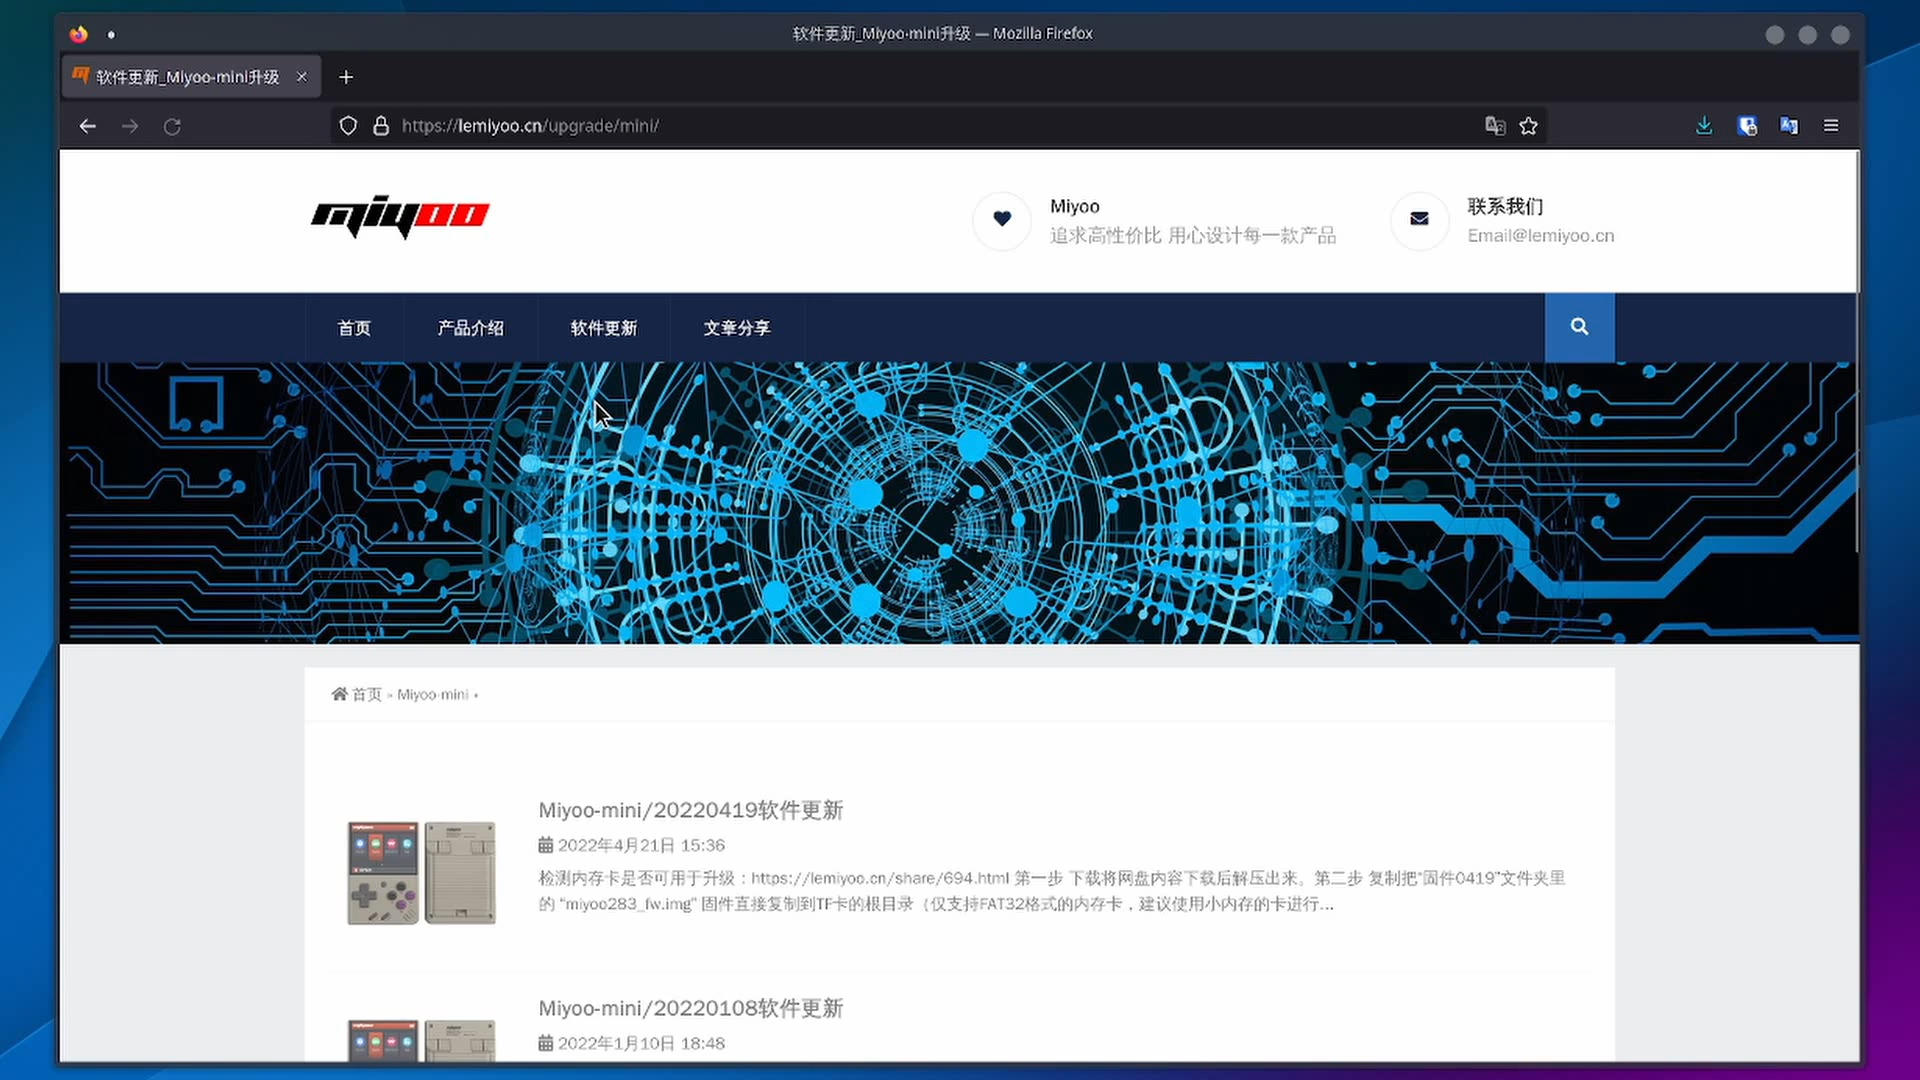 软件更新_Miyoo-mini升级 — Mozilla Firefox
软件更新_Miyoo-mini升级
https://lemiyoo.cn/upgrade/mini/
miyoo
Miyoo
追求高性价比 用心设计每一款产品
联系我们
Email@lemiyoo.cn
首页
产品介绍
软件更新
文章分享
首页 » Miyoo-mini •
Miyoo-mini/20220419软件更新
2022年4月21日 15:36
检测内存卡是否可用于升级：https://lemiyoo.cn/share/694.html 第一步 下载将网盘内容下载后解压出来。第二步 复制把“固件0419”文件夹里
的 “miyoo283_fw.img” 固件直接复制到TF卡的根目录（仅支持FAT32格式的内存卡，建议使用小内存的卡进行...
Miyoo-mini/20220108软件更新
2022年1月10日 18:48